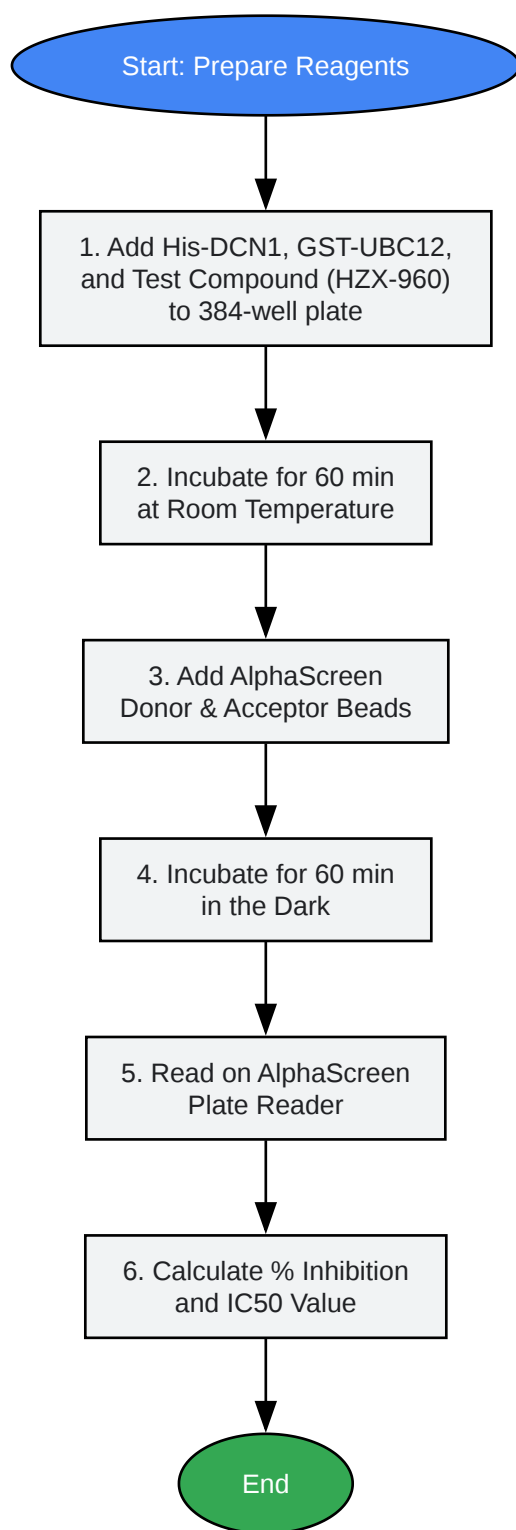 Start: Prepare Reagents
1. Add His-DCN1, GST-UBC12,
and Test Compound (HZX-960)
to 384-well plate
2. Incubate for 60 min
at Room Temperature
3. Add AlphaScreen
Donor & Acceptor Beads
4. Incubate for 60 min
in the Dark
5. Read on AlphaScreen
Plate Reader
6. Calculate % Inhibition
and IC50 Value
End